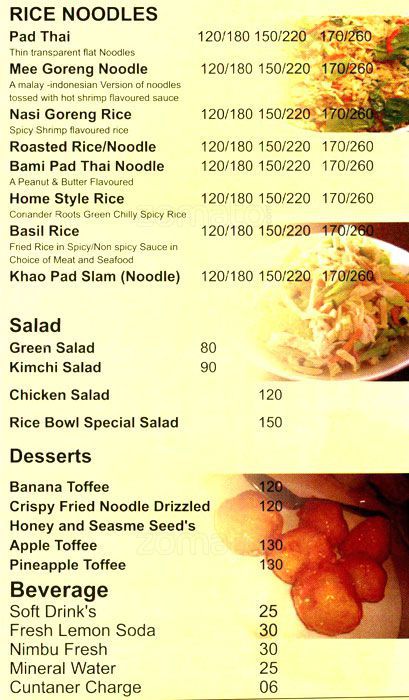 RICE NOODLES
Pad Thai 120/180 150/220 170/260
Thin transparent flat Noodles
Mee Goreng Noodle 120/180 150/220 170/260
A malay -indonesian Version of noodles
tossed with hot shrimp flavoured sauce
Nasi Goreng Rice 120/180 150/220 170/260
Spicy Shrimp flavoured rice
Roasted Rice/Noodle 120/180 150/220 170/260
Bami Pad Thai Noodle 120/180 150/220 170/260
A Peanut & Butter Flavoured
Home Style Rice 120/180 150/220 170/260
Coriander Roots Green Chilly Spicy Rice
Basil Rice 120/180 150/220 170/260
Fried Rice in Spicy/Non spicy Sauce in
Choice of Meat and Seafood
Khao Pad Slam (Noodle) 120/180 150/220 170/260
Salad
Green Salad 80
Kimchi Salad 90
Chicken Salad 120
Rice Bowl Special Salad 150
Desserts
Banana Toffee 120
Crispy Fried Noodle Drizzled 120
Honey and Seasme Seed's
Apple Toffee 130
Pineapple Toffee 130
Beverage
Soft Drink's 25
Fresh Lemon Soda 30
Nimbu Fresh 30
Mineral Water 25
Cuntaner Charge 06
zomato
zomato